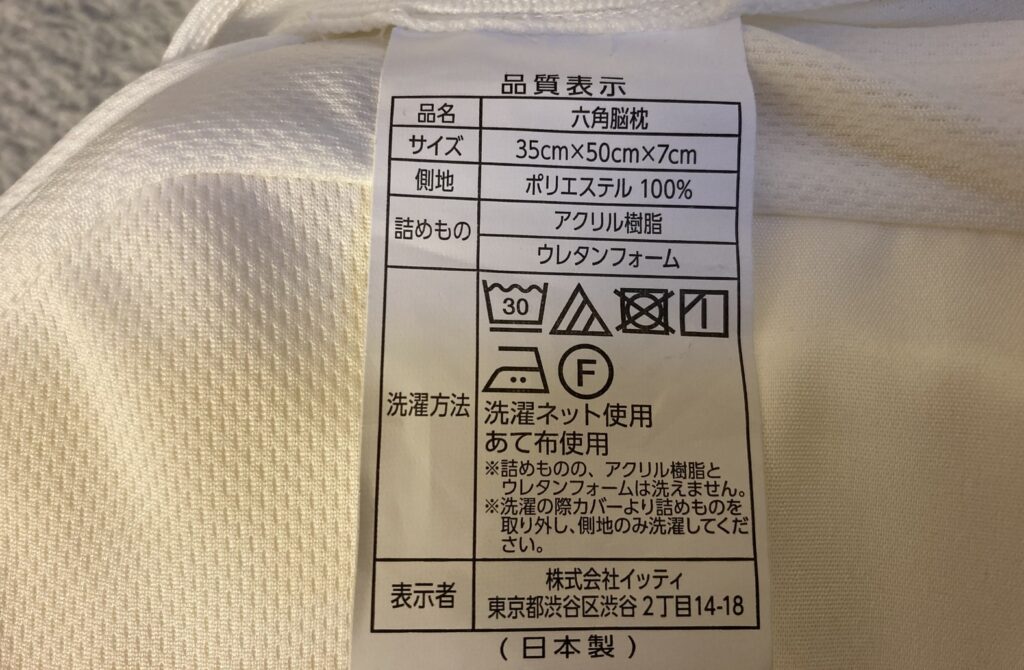 品質表示
品名 六角脳枕
サイズ 35cm×50cm×7cm
側地 ポリエステル 100%
詰めもの アクリル樹脂
ウレタンフォーム
洗濯方法
30
F
洗濯ネット使用
あて布使用
※詰めものの、アクリル樹脂と
ウレタンフォームは洗えません。
※洗濯の際カバーより詰めものを
取り外し、側地のみ洗濯してくだ
さい。
表示者 株式会社イッティ
東京都渋谷区渋谷2丁目14-18
(日本製)